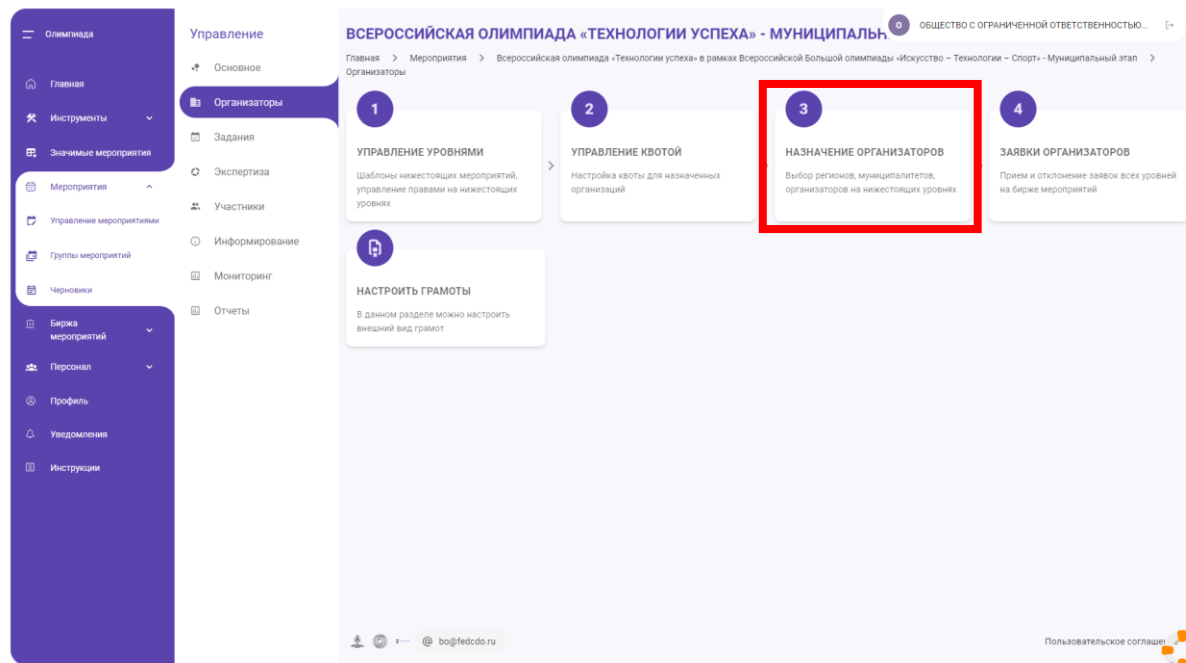 Олимпиада
Главная
Инструменты
Значимые мероприятия
Мероприятия
Управление мероприятиями
Группы мероприятий
Черновики
Биржа
мероприятий
Персонал
Профиль
Уведомления
Инструкции
Управление
Основное
Организаторы
Задания
Экспертиза
Участники
Информирование
Мониторинг
Отчеты
ВСЕРОССИЙСКАЯ ОЛИМПИАДА «ТЕХНОЛОГИИ УСПЕХА» - МУНИЦИПАЛЬН
О ОБЩЕСТВО С ОГРАНИЧЕННОЙ ОТВЕТСТВЕННОСТЬЮ...
Главная > Мероприятия > Всероссийская олимпиада «Технологии успеха» в рамках Всероссийской Большой олимпиады «Искусство – Технологии – Спорт» - Муниципальный этап >
Организаторы
1
УПРАВЛЕНИЕ УРОВНЯМИ
Шаблоны нижестоящих мероприятий,
управление правами на нижестоящих
уровнях
2
УПРАВЛЕНИЕ КВОТОЙ
Настройка квоты для назначенных
организаций
3
НАЗНАЧЕНИЕ ОРГАНИЗАТОРОВ
Выбор регионов, муниципалитетов,
организаторов на нижестоящих уровнях
4
ЗАЯВКИ ОРГАНИЗАТОРОВ
Прием и отклонение заявок всех уровней
на бирже мероприятий
НАСТРОИТЬ ГРАМОТЫ
В данном разделе можно настроить
внешний вид грамот
@ bo@fedcdo.ru
Пользовательское соглаше